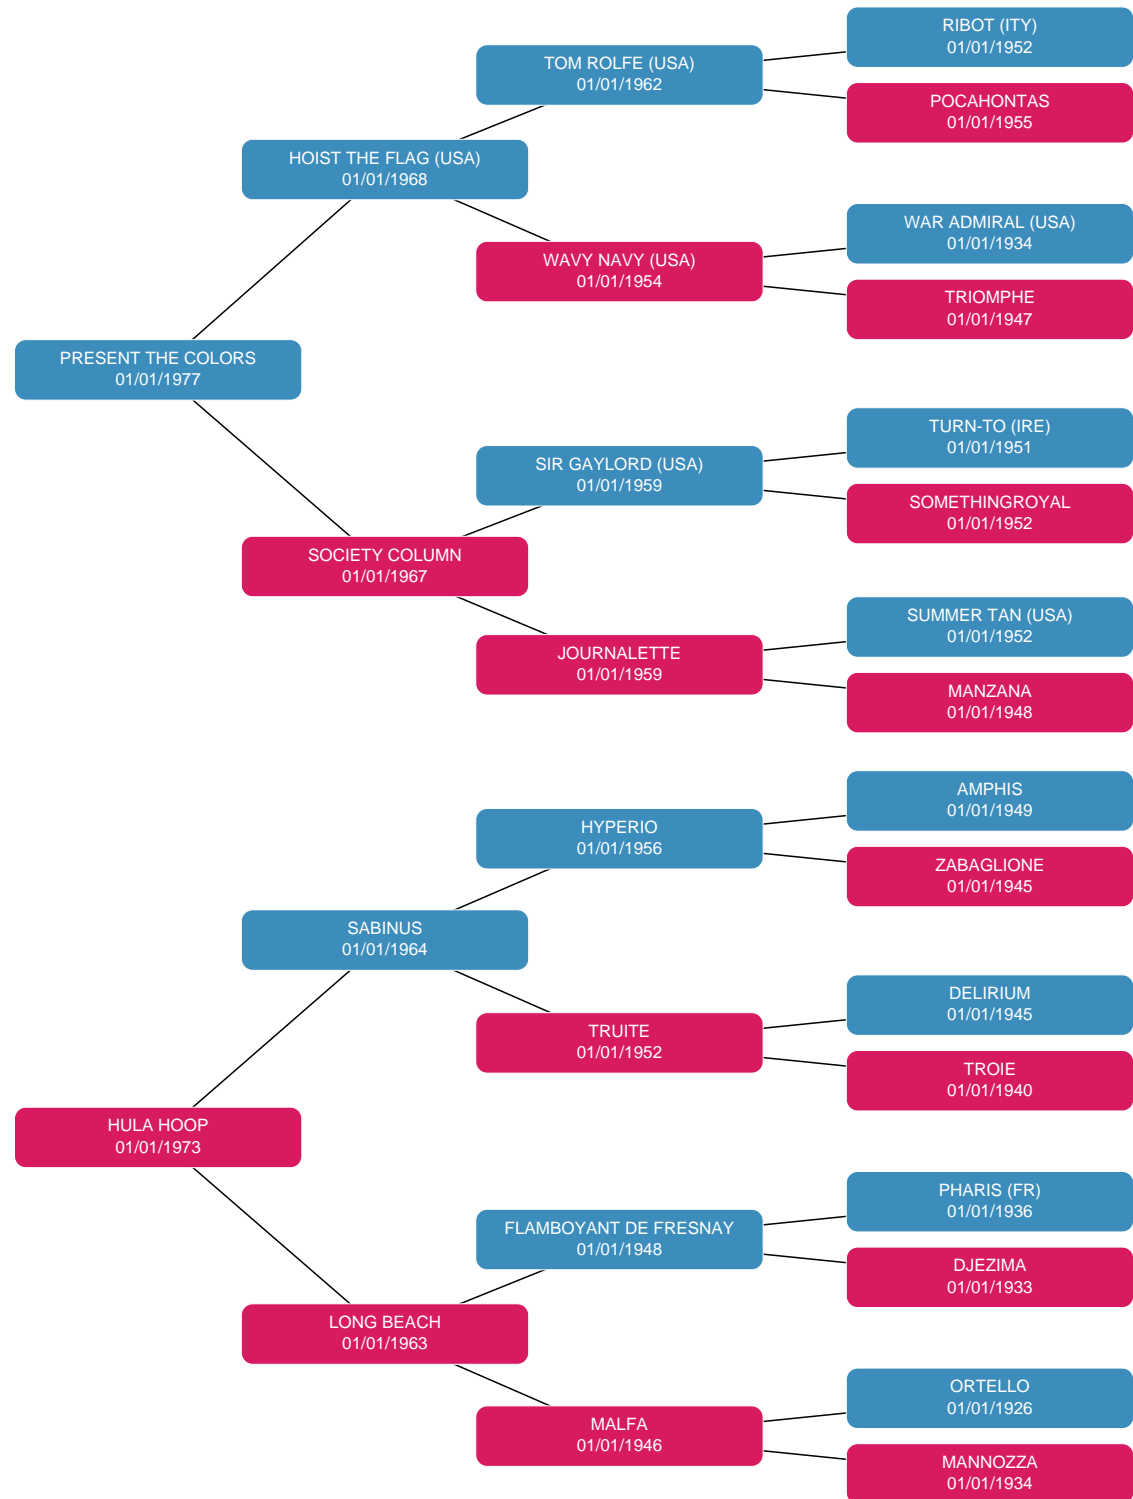 RIBOT (ITY)
01/01/1952
TOM ROLFE (USA)
01/01/1962
POCAHONTAS
01/01/1955
HOIST THE FLAG (USA)
01/01/1968
WAR ADMIRAL (USA)
01/01/1934
WAVY NAVY (USA)
01/01/1954
TRIOMPHE
01/01/1947
PRESENT THE COLORS
01/01/1977
TURN-TO (IRE)
01/01/1951
SIR GAYLORD (USA)
01/01/1959
SOMETHINGROYAL
01/01/1952
SOCIETY COLUMN
01/01/1967
SUMMER TAN (USA)
01/01/1952
JOURNALETTE
01/01/1959
MANZANA
01/01/1948
AMPHIS
01/01/1949
HYPERIO
01/01/1956
ZABAGLIONE
01/01/1945
SABINUS
01/01/1964
DELIRIUM
01/01/1945
TRUITE
01/01/1952
TROIE
01/01/1940
HULA HOOP
01/01/1973
PHARIS (FR)
01/01/1936
FLAMBOYANT DE FRESNAY
01/01/1948
DJEZIMA
01/01/1933
LONG BEACH
01/01/1963
ORTELLO
01/01/1926
MALFA
01/01/1946
MANNOZZA
01/01/1934